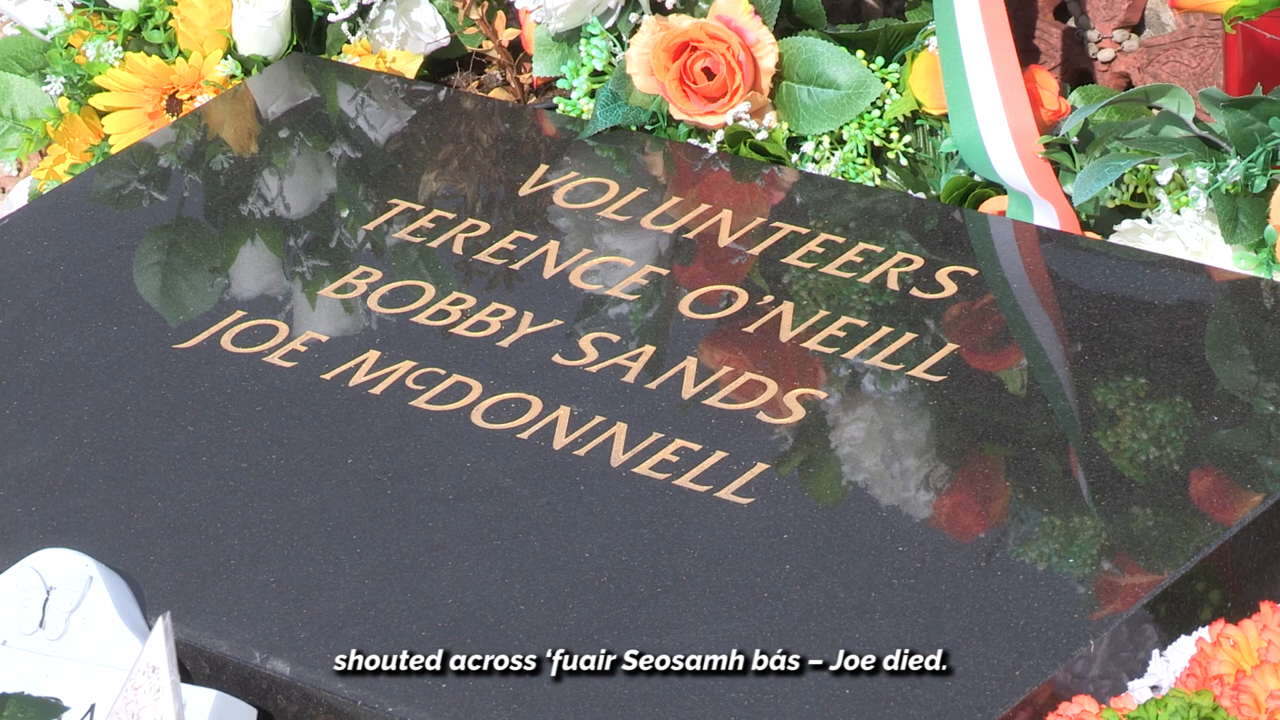 VOLUNTEERS
TERENCE O'NEILL
BOBBY SANDS
JOE McDONNELL
shouted across ‘fuair Seosamh bás – Joe died.